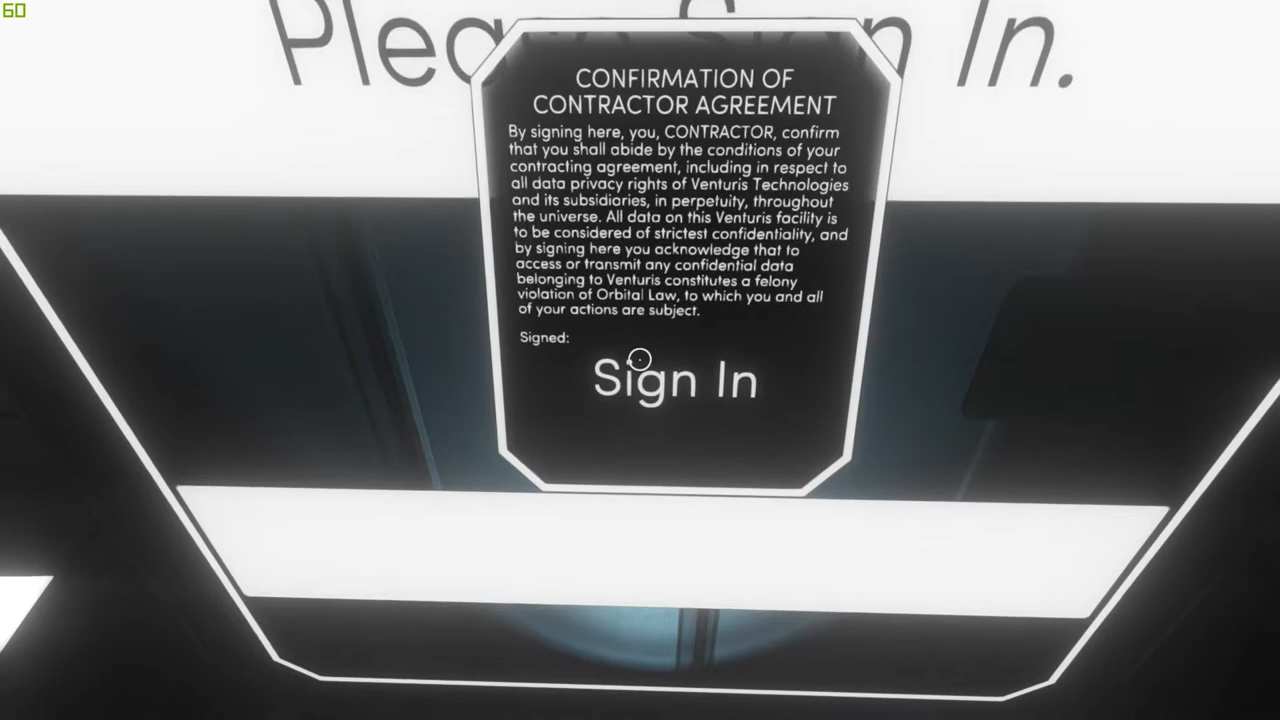 60
Please Sign In.
CONFIRMATION OF
CONTRACTOR AGREEMENT
By signing here, you, CONTRACTOR, confirm
that you shall abide by the conditions of your
contracting agreement, including in respect to
all data privacy rights of Venturis Technologies
and its subsidiaries, in perpetuity, throughout
the universe. All data on this Venturis facility is
to be considered of strictest confidentiality, and
by signing here you acknowledge that to
access or transmit any confidential data
belonging to Venturis constitutes a felony
violation of Orbital Law, to which you and all
of your actions are subject.
Signed:
Sign In